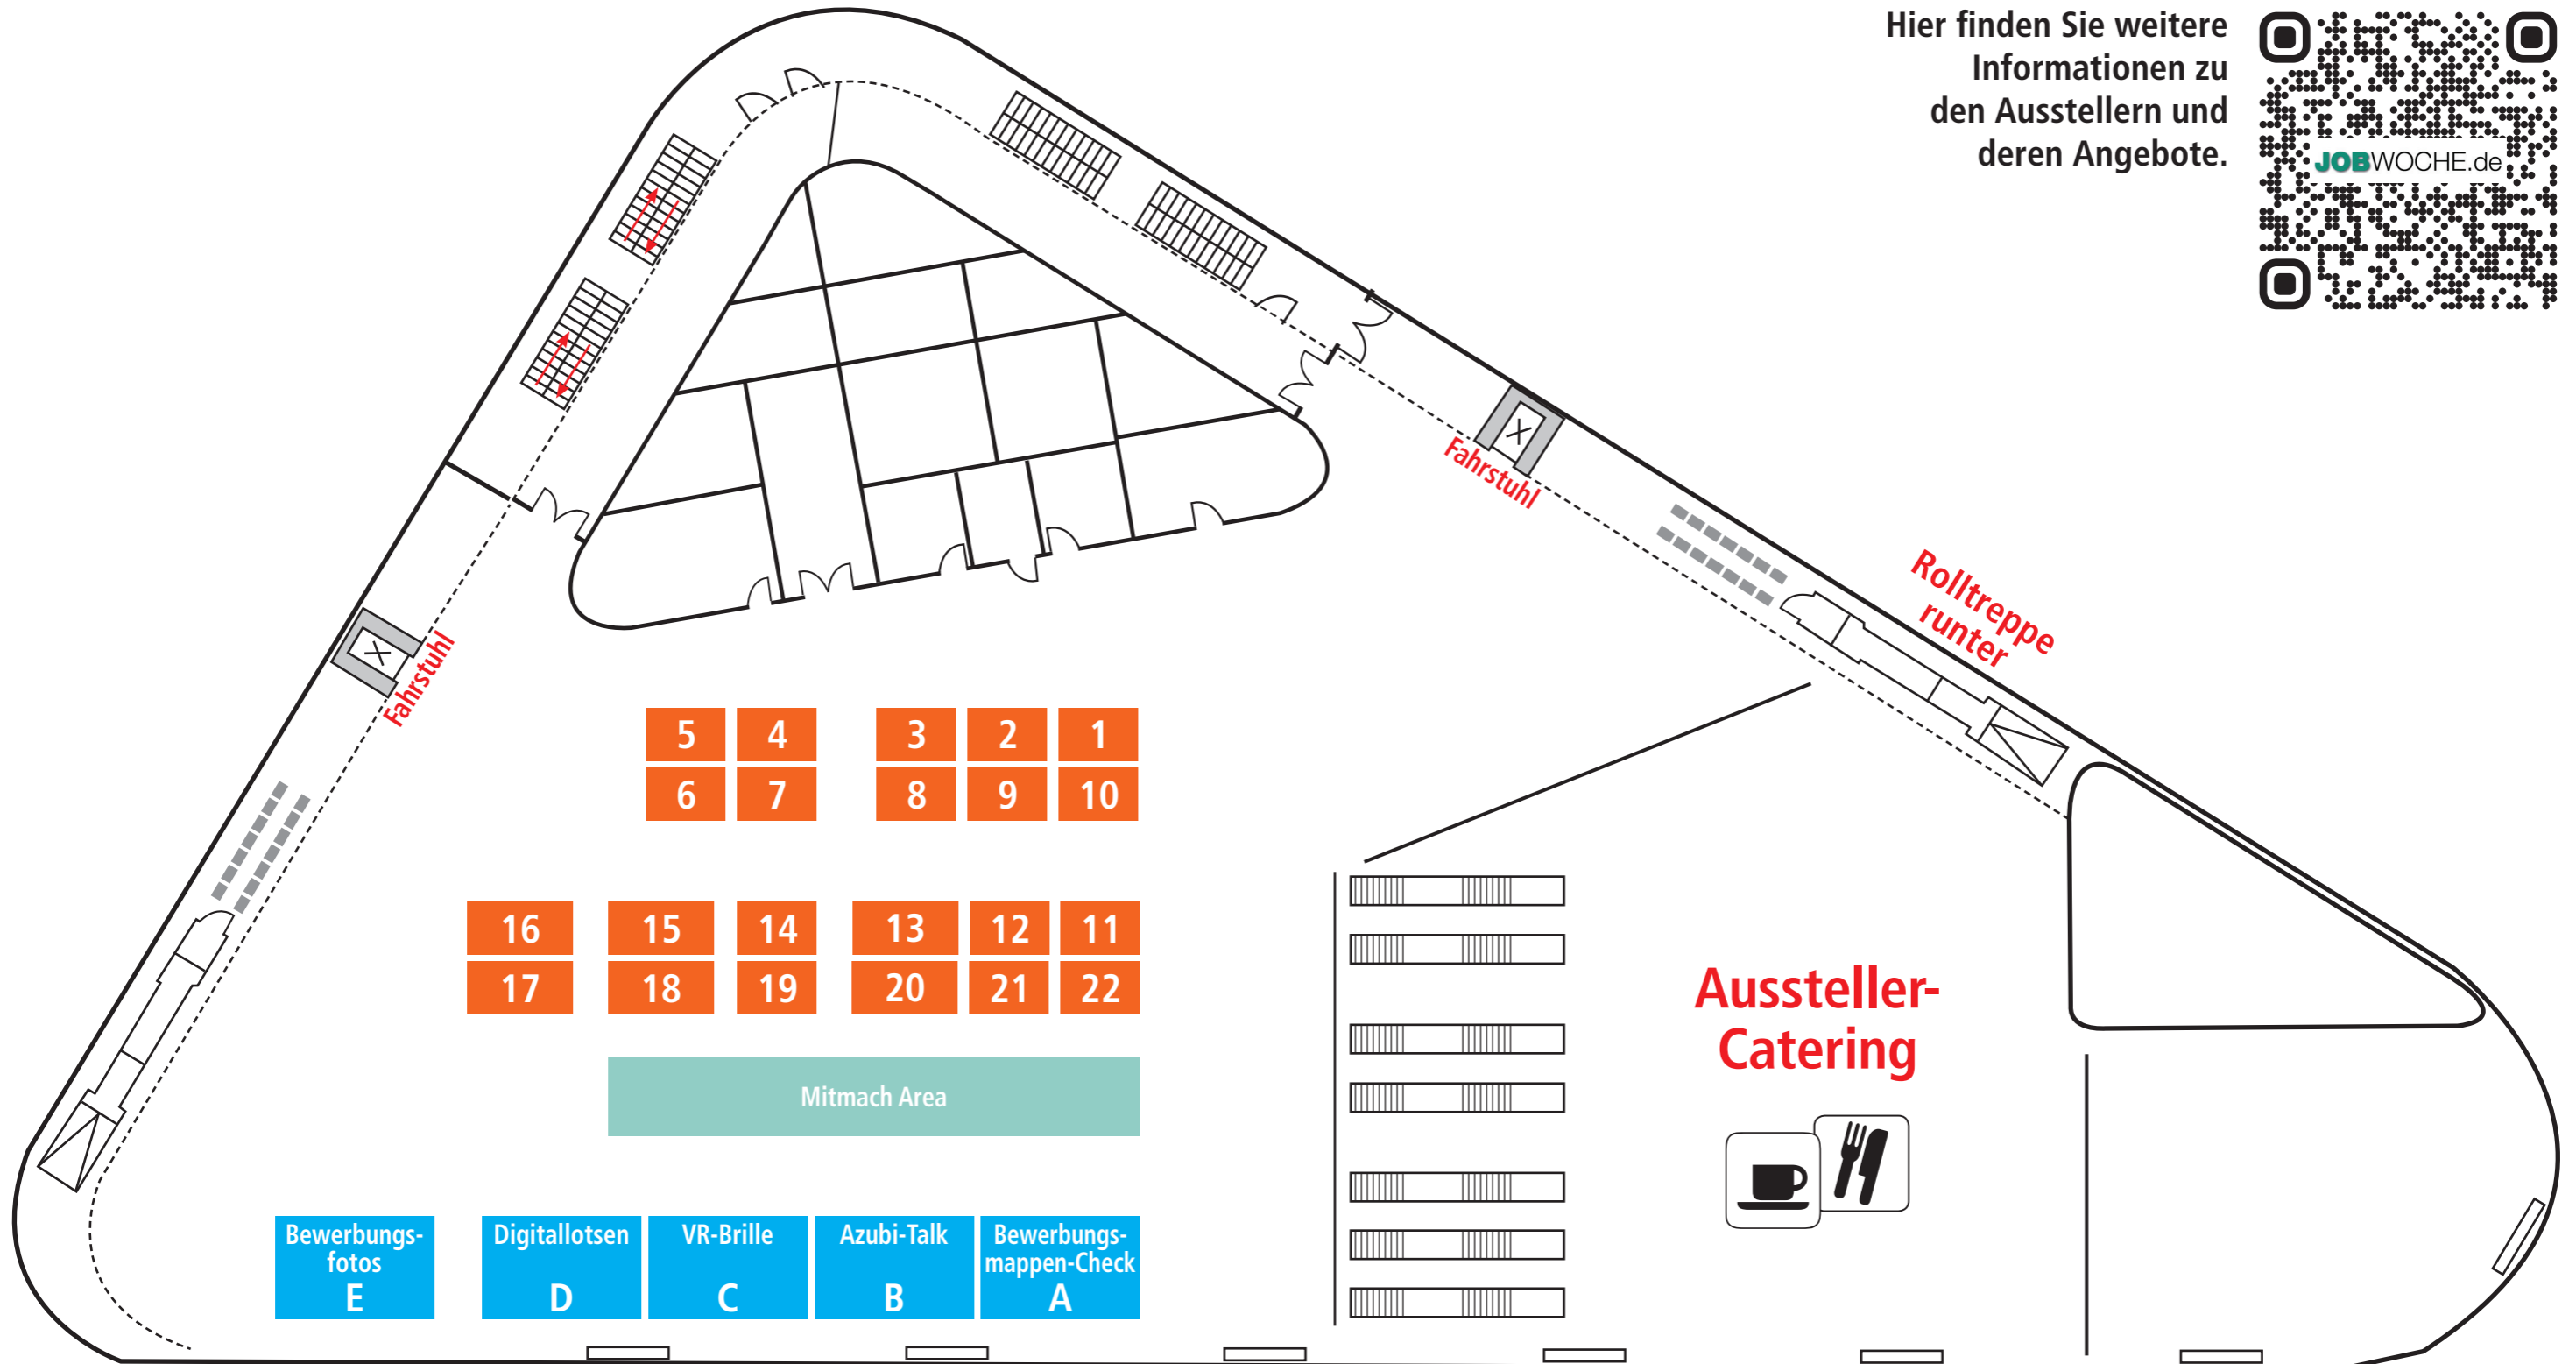 Hier finden Sie weitere
Informationen zu
den Ausstellern und
deren Angebote.
JOBWOCHE.de
Fahrstuhl
Rolltreppe
runter
Fahrstuhl
5 4 3 2 1
6 7 8 9 10
16 15 14 13 12 11
17 18 19 20 21 22
Aussteller-
Catering
Mitmach Area
Bewerbungs-
fotos
E
Digitallotsen
D
VR-Brille
C
Azubi-Talk
B
Bewerbungs-
mappen-Check
A